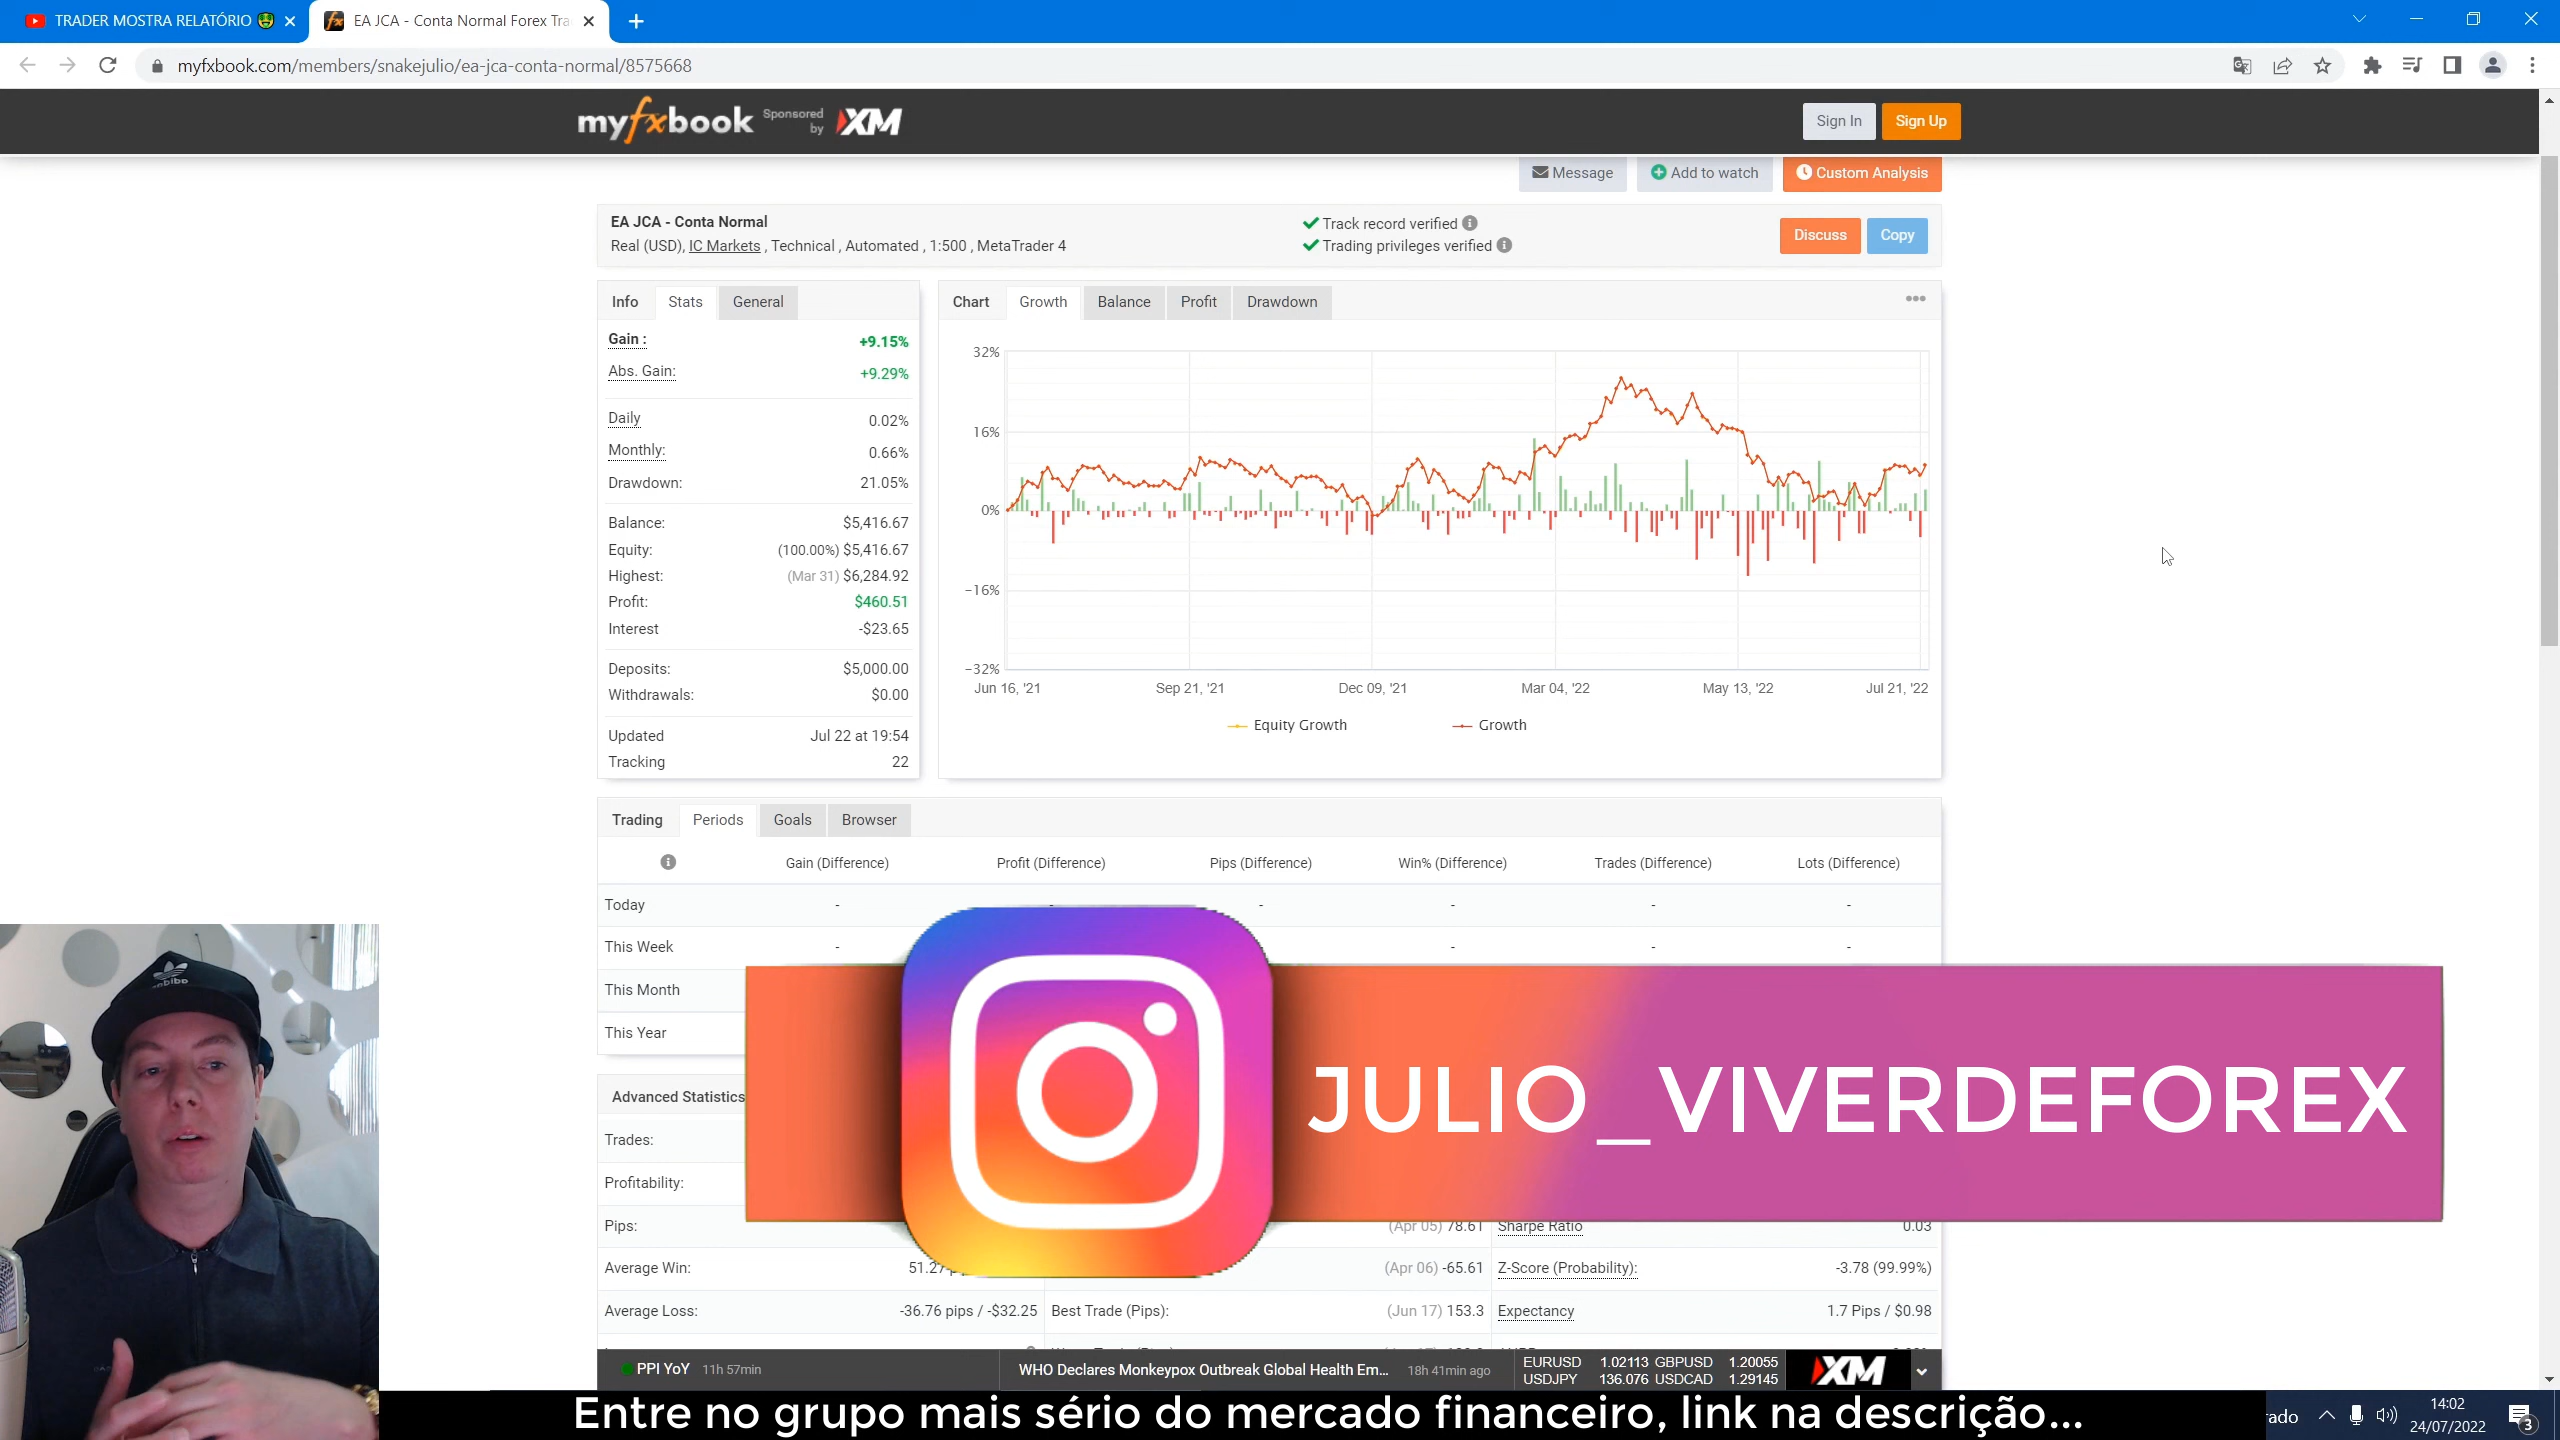 TRADER MOSTRA RELATÓRIO
EA JCA - Conta Normal Forex Tra
myfxbook.com/members/snakejulio/ea-jca-conta-normal/8575668
myfxbook Sponsored by XM
Sign In
Sign Up
Message
Add to watch
Custom Analysis
EA JCA - Conta Normal
Real (USD), IC Markets , Technical , Automated , 1:500 , MetaTrader 4
Track record verified
Trading privileges verified
Discuss
Copy
Info Stats General
Gain : +9.15%
Abs. Gain: +9.29%
Daily 0.02%
Monthly: 0.66%
Drawdown: 21.05%
Balance: $5,416.67
Equity: (100.00%) $5,416.67
Highest: (Mar 31) $6,284.92
Profit: $460.51
Interest -$23.65
Deposits: $5,000.00
Withdrawals: $0.00
Updated Jul 22 at 19:54
Tracking 22
Chart Growth Balance Profit Drawdown
32%
16%
0%
-16%
-32%
Jun 16, '21 Sep 21, '21 Dec 09, '21 Mar 04, '22 May 13, '22 Jul 21, '22
Equity Growth Growth
Trading Periods Goals Browser
Gain (Difference) Profit (Difference) Pips (Difference) Win% (Difference) Trades (Difference) Lots (Difference)
Today - - - - - -
This Week - - - -
This Month
This Year
JULIO_VIVERDEFOREX
Advanced Statistics
Trades:
Profitability:
Pips: (Apr 05) 78.61 Sharpe Ratio 0.03
Average Win: 51.27 (Apr 06) -65.61 Z-Score (Probability): -3.78 (99.99%)
Average Loss: -36.76 pips / -$32.25 Best Trade (Pips): (Jun 17) 153.3 Expectancy 1.7 Pips / $0.98
PPI YoY 11h 57min
WHO Declares Monkeypox Outbreak Global Health Em... 18h 41min ago
EURUSD 1.02113 GBPUSD 1.20055
USDJPY 136.076 USDCAD 1.29145
XM
Entre no grupo mais sério do mercado financeiro, link na descrição...
rado
14:02
24/07/2022
3